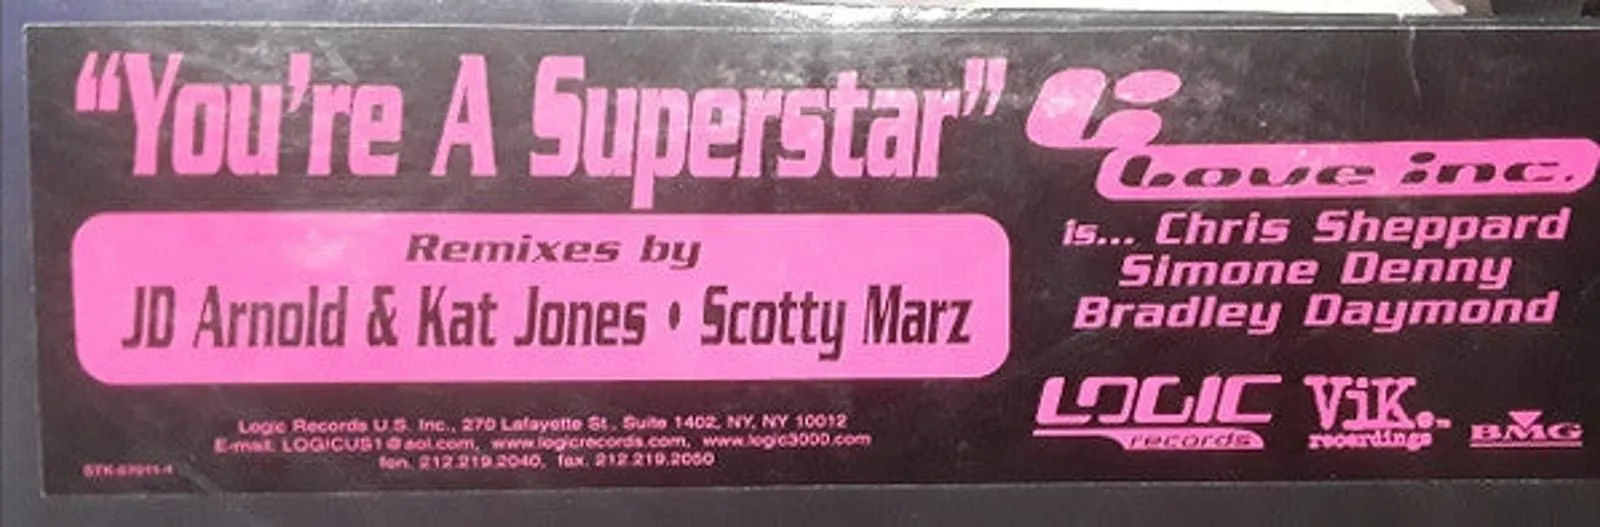 “You’re A Superstar”
Remixes by
JD Arnold & Kat Jones • Scotty Marz
Logic Records U.S. Inc., 270 Lafayette St., Suite 1402, NY, NY 10012
E-mail: LOGICUS1@aol.com, www.logicrecords.com, www.logic3000.com
fon. 212.219.2040, fax. 212.219.2050
Love inc.
is... Chris Sheppard
Simone Denny
Bradley Daymond
LOGIC
records
ViK.
recordings
BMG